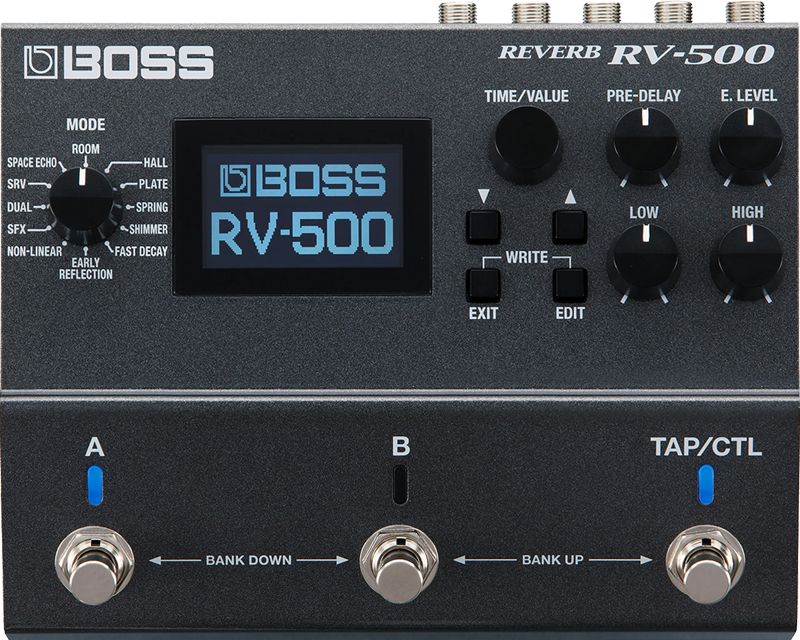 BOSS
REVERB RV-500
MODE
ROOM
SPACE ECHO
HALL
SRV
PLATE
DUAL
SPRING
SFX
SHIMMER
NON-LINEAR
FAST DECAY
EARLY
REFLECTION
BOSS
RV-500
TIME/VALUE
PRE-DELAY
E. LEVEL
▼
▲
LOW
HIGH
WRITE
EXIT
EDIT
A
B
TAP/CTL
BANK DOWN
BANK UP